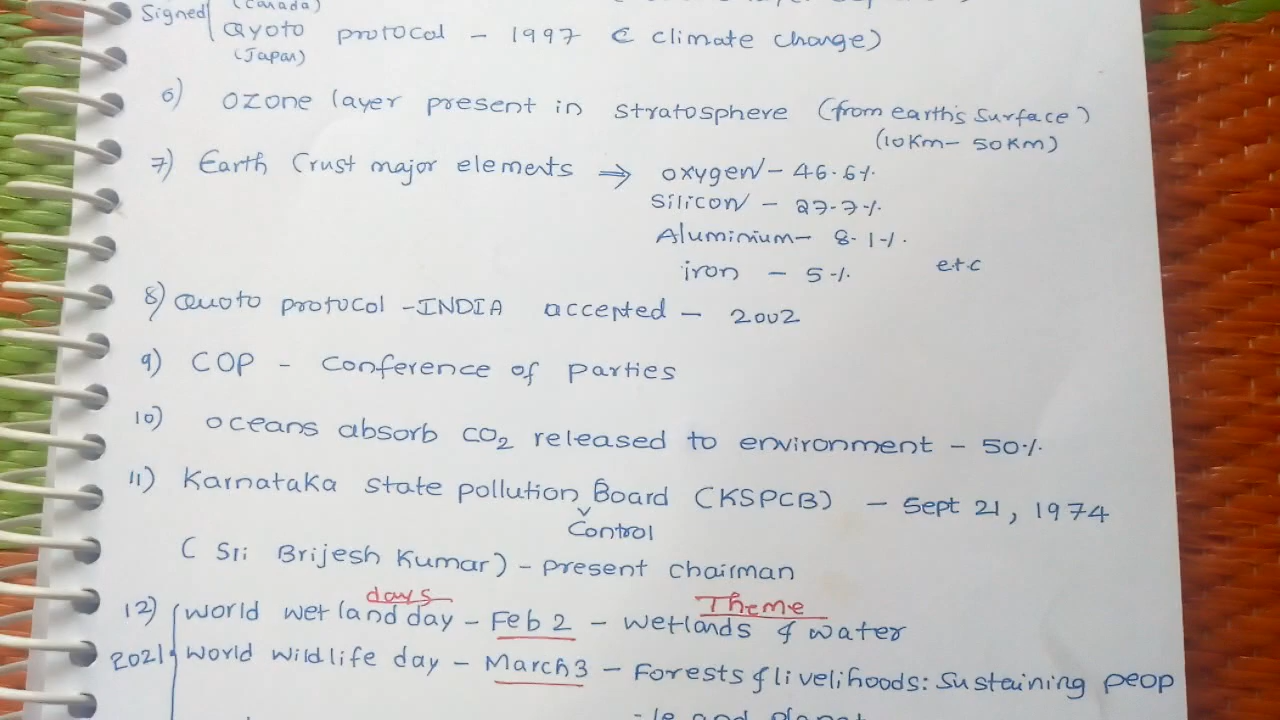 (Canada)
Signed
Qyoto protocol - 1997 ( climate change)
(Japan)
6) Ozone layer present in stratosphere (from earth's surface)
(10Km - 50Km)
7) Earth Crust major elements ⇒ oxygen - 46.6%
Silicon - 27.7%
Aluminium - 8.1%.
iron - 5% etc
8) Quoto protocol - INDIA accepted - 2002
9) COP - Conference of parties
10) oceans absorb CO₂ released to environment - 50%
11) Karnataka state pollution Board (KSPCB) - Sept 21, 1974
Control
( Sri Brijesh Kumar) - present chairman
days Theme
12) World wetland day - Feb 2 - Wetlands & water
2021 World wildlife day - March 3 - Forests & livelihoods: Sustaining peop
- le and planet